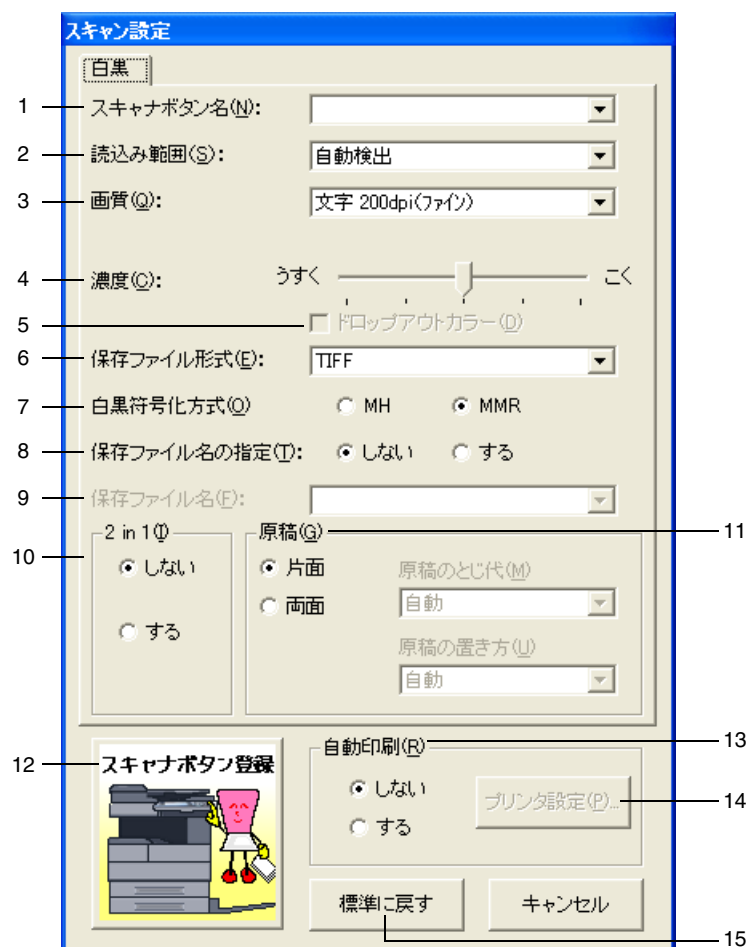 スキャン設定
白黒
1 スキャナボタン名(N):
2 読込み範囲(S): 自動検出
3 画質(Q): 文字 200dpi(ファイン)
4 濃度(C): うすく こく
5 ドロップアウトカラー(D)
6 保存ファイル形式(E): TIFF
7 白黒符号化方式(O) MH MMR
8 保存ファイル名の指定(T): しない する
9 保存ファイル名(F):
10 2 in 1(I)
しない
する
原稿(G) 11
片面
両面
原稿のとじ代(M)
自動
原稿の置き方(U)
自動
12 スキャナボタン登録
自動印刷(R) 13
しない
する
プリンタ設定(P)... 14
標準に戻す キャンセル
15